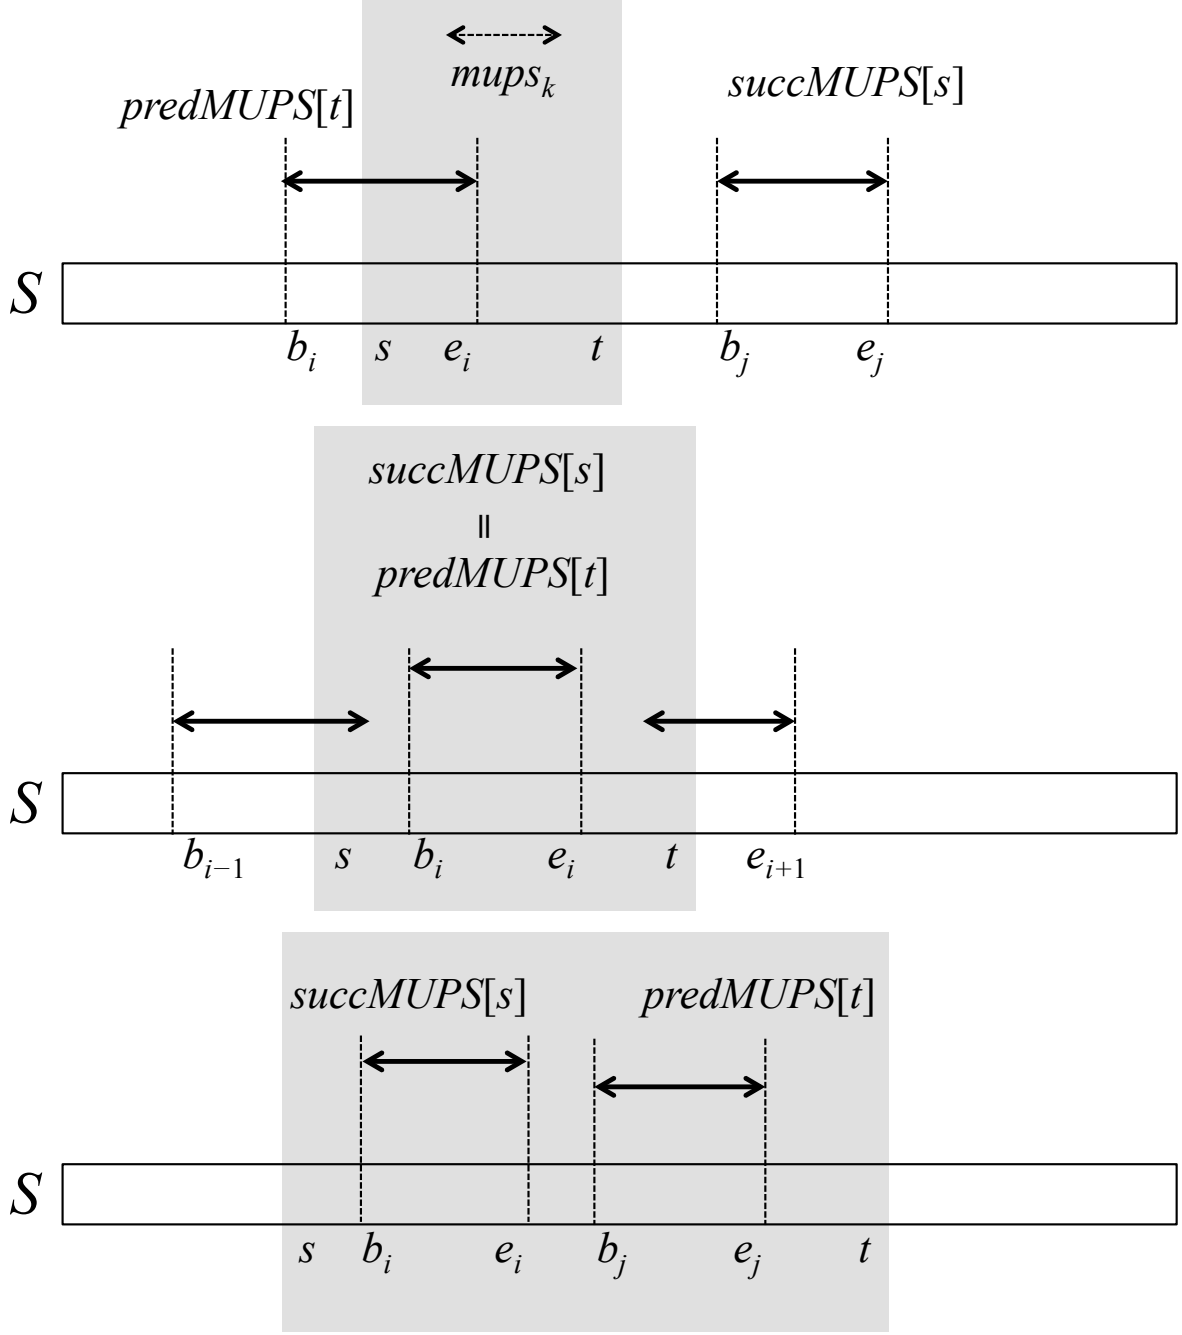 mups_k
predMUPS[t] succMUPS[s]
S
b_i s e_i t b_j e_j
succMUPS[s]
=
predMUPS[t]
S
b_{i−1} s b_i e_i t e_{i+1}
succMUPS[s] predMUPS[t]
S
s b_i e_i b_j e_j t